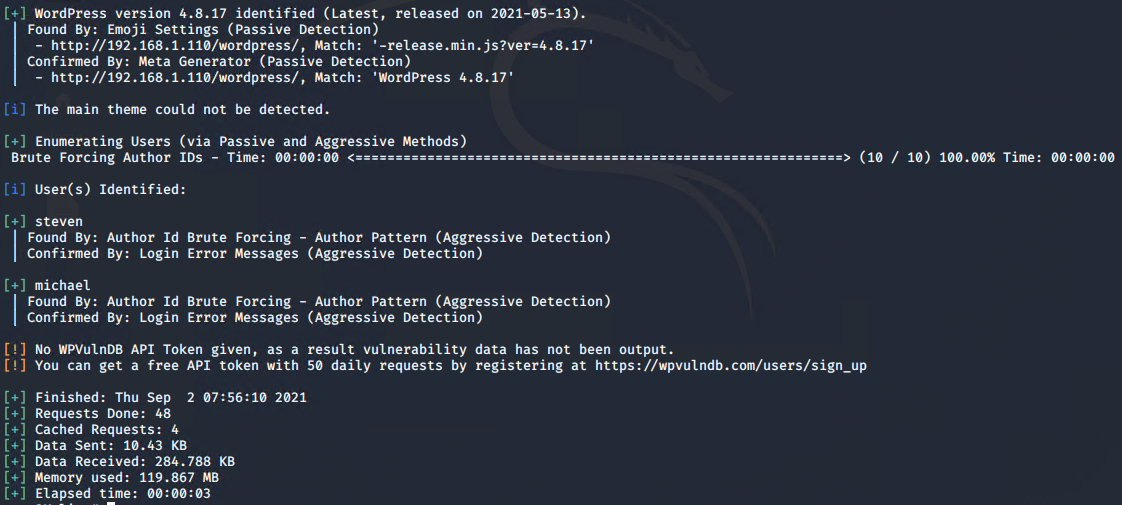 [+] WordPress version 4.8.17 identified (Latest, released on 2021-05-13).
| Found By: Emoji Settings (Passive Detection)
|  - http://192.168.1.110/wordpress/, Match: '-release.min.js?ver=4.8.17'
| Confirmed By: Meta Generator (Passive Detection)
|  - http://192.168.1.110/wordpress/, Match: 'WordPress 4.8.17'
[i] The main theme could not be detected.
[+] Enumerating Users (via Passive and Aggressive Methods)
Brute Forcing Author IDs - Time: 00:00:00 <=============================================================> (10 / 10) 100.00% Time: 00:00:00
[i] User(s) Identified:
[+] steven
| Found By: Author Id Brute Forcing - Author Pattern (Aggressive Detection)
| Confirmed By: Login Error Messages (Aggressive Detection)
[+] michael
| Found By: Author Id Brute Forcing - Author Pattern (Aggressive Detection)
| Confirmed By: Login Error Messages (Aggressive Detection)
[!] No WPVulnDB API Token given, as a result vulnerability data has not been output.
[!] You can get a free API token with 50 daily requests by registering at https://wpvulndb.com/users/sign_up
[+] Finished: Thu Sep  2 07:56:10 2021
[+] Requests Done: 48
[+] Cached Requests: 4
[+] Data Sent: 10.43 KB
[+] Data Received: 284.788 KB
[+] Memory used: 119.867 MB
[+] Elapsed time: 00:00:03